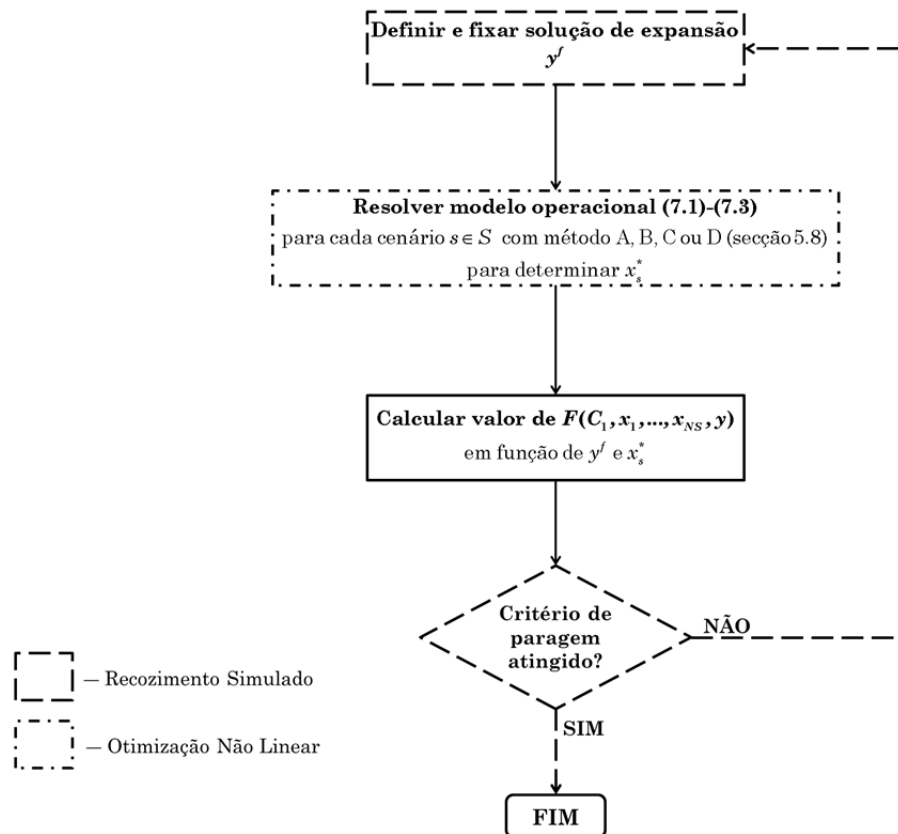 Definir e fixar solução de expansão
y^f
Resolver modelo operacional (7.1)-(7.3)
para cada cenário s ∈ S com método A, B, C ou D (secção 5.8)
para determinar x_s^*
Calcular valor de F(C_1, x_1, ..., x_NS, y)
em função de y^f e x_s^*
Critério de
paragem
atingido?
NÃO
SIM
FIM
— Recozimento Simulado
— Otimização Não Linear